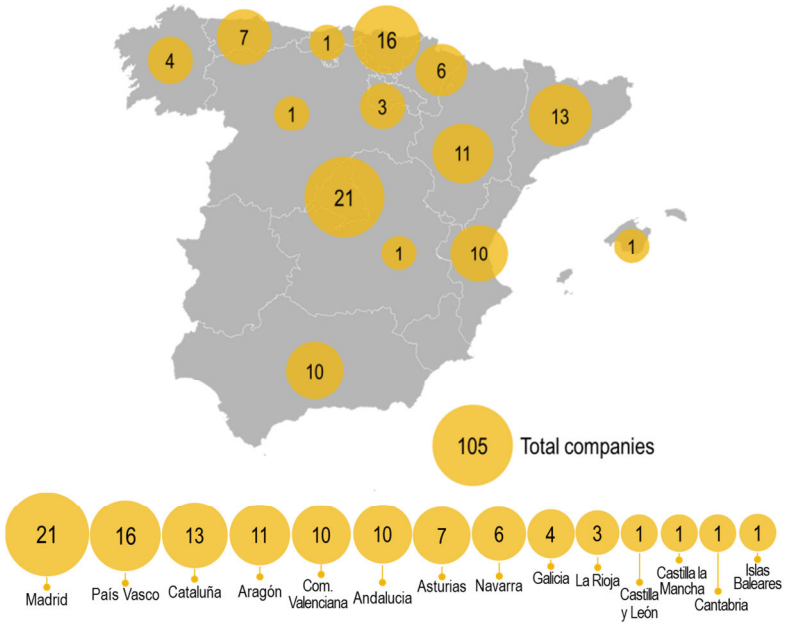 7
1
16
4
6
1
3
13
11
21
1
10
1
10
105 Total companies
21
16
13
11
10
10
7
6
4
3
1
1
1
1
Madrid
País Vasco
Cataluña
Aragón
Com.
Valenciana
Andalucia
Asturias
Navarra
Galicia
La Rioja
Castilla
y León
Castilla la
Mancha
Cantabria
Islas
Baleares